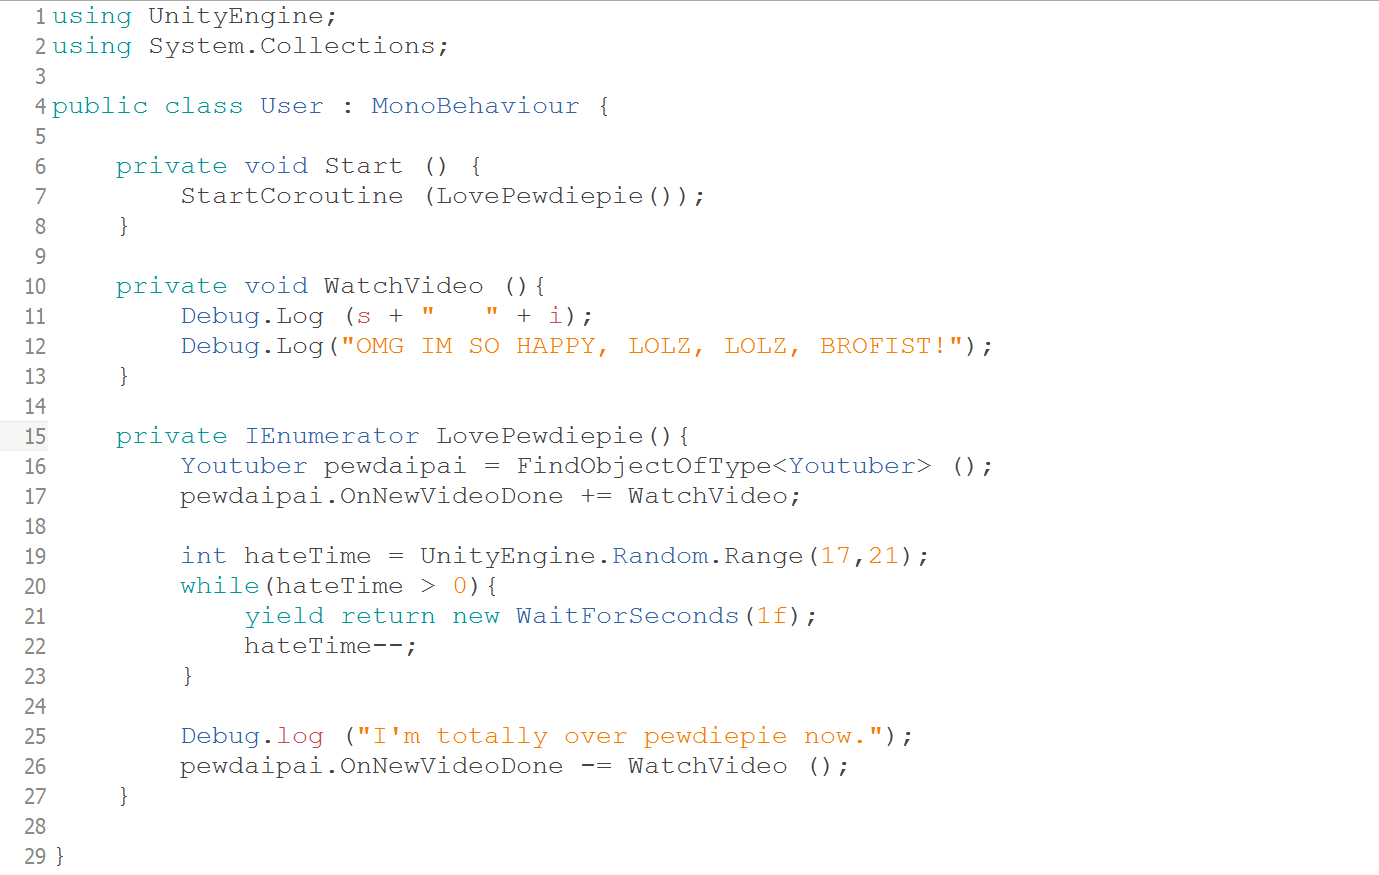 1 using UnityEngine;
2 using System.Collections;
3
4 public class User : MonoBehaviour {
5
6     private void Start () {
7         StartCoroutine (LovePewdiepie());
8     }
9
10     private void WatchVideo (){
11         Debug.Log (s + "   " + i);
12         Debug.Log("OMG IM SO HAPPY, LOLZ, LOLZ, BROFIST!");
13     }
14
15     private IEnumerator LovePewdiepie(){
16         Youtuber pewdaipai = FindObjectOfType<Youtuber> ();
17         pewdaipai.OnNewVideoDone += WatchVideo;
18
19         int hateTime = UnityEngine.Random.Range(17,21);
20         while(hateTime > 0){
21             yield return new WaitForSeconds(1f);
22             hateTime--;
23         }
24
25         Debug.log ("I'm totally over pewdiepie now.");
26         pewdaipai.OnNewVideoDone -= WatchVideo ();
27     }
28
29 }